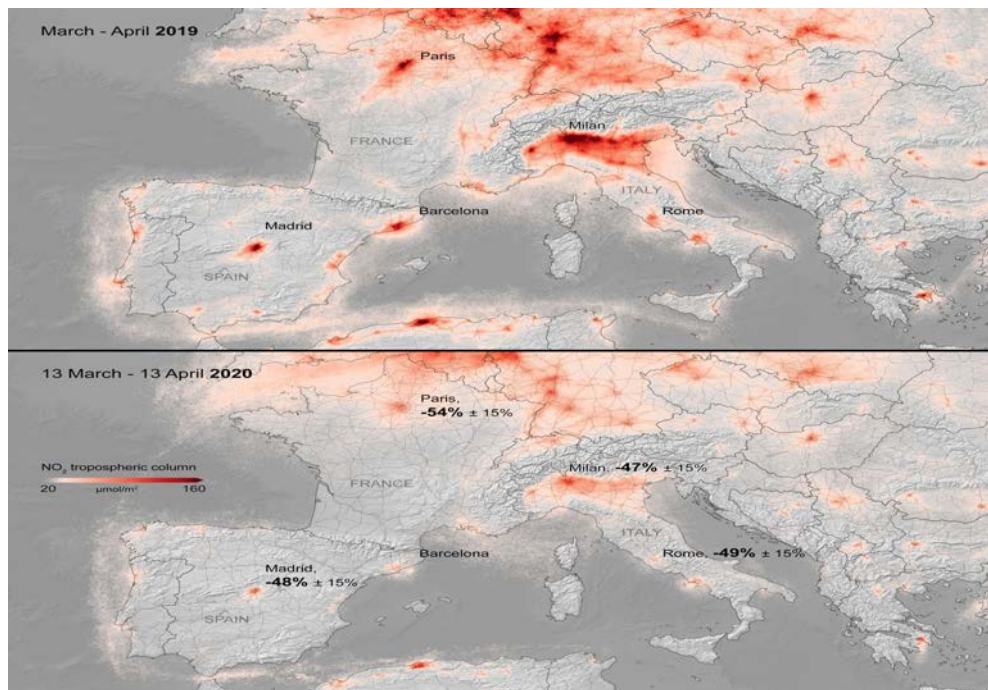 March - April 2019
Paris
FRANCE
Milan
ITALY
Barcelona
Rome
Madrid
SPAIN
13 March - 13 April 2020
Paris,
-54% ± 15%
NO₂ tropospheric column
20 µmol/m² 160
Milan, -47% ± 15%
FRANCE
ITALY
Barcelona
Rome, -49% ± 15%
Madrid,
-48% ± 15%
SPAIN